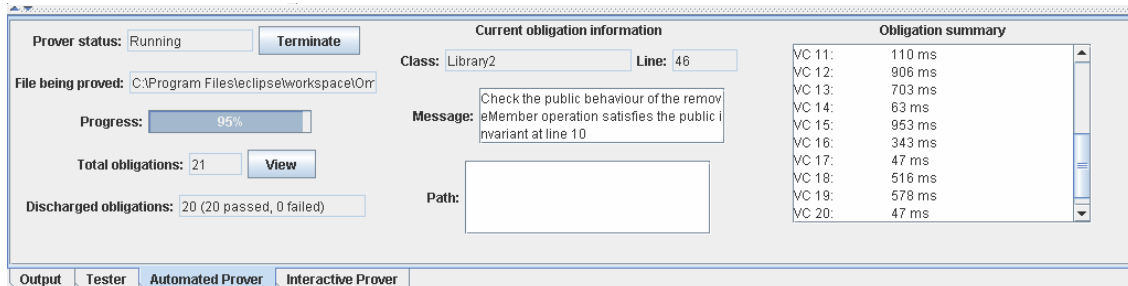 Prover status: Running Terminate
File being proved: C:\Program Files\eclipse\workspace\Om
Progress: 95%
Total obligations: 21 View
Discharged obligations: 20 (20 passed, 0 failed)
Current obligation information
Class: Library2 Line: 46
Message: Check the public behaviour of the remov
eMember operation satisfies the public i
nvariant at line 10
Path:
Obligation summary
VC 11: 110 ms
VC 12: 906 ms
VC 13: 703 ms
VC 14: 63 ms
VC 15: 953 ms
VC 16: 343 ms
VC 17: 47 ms
VC 18: 516 ms
VC 19: 578 ms
VC 20: 47 ms
Output Tester Automated Prover Interactive Prover